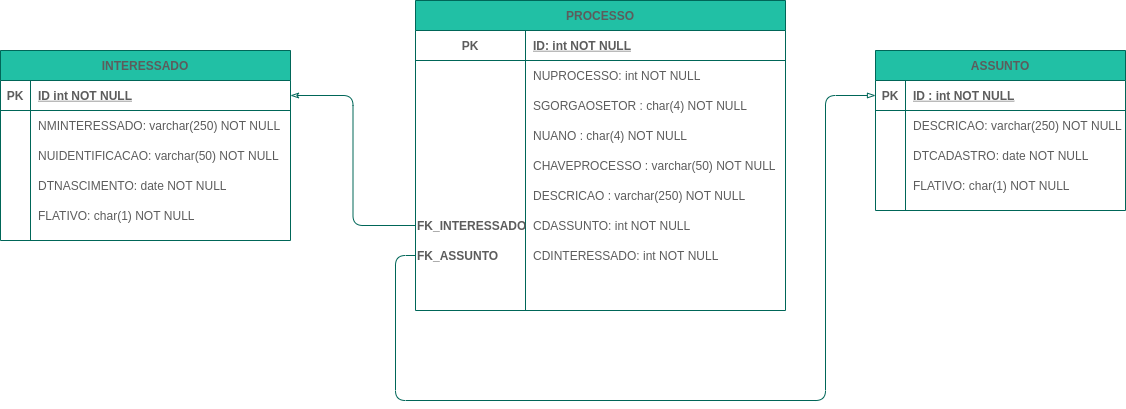 PROCESSO
PK ID: int NOT NULL
NUPROCESSO: int NOT NULL
SGORGAOSETOR : char(4) NOT NULL
NUANO : char(4) NOT NULL
CHAVEPROCESSO : varchar(50) NOT NULL
DESCRICAO : varchar(250) NOT NULL
FK_INTERESSADO CDASSUNTO: int NOT NULL
FK_ASSUNTO CDINTERESSADO: int NOT NULL
INTERESSADO
PK ID int NOT NULL
NMINTERESSADO: varchar(250) NOT NULL
NUIDENTIFICACAO: varchar(50) NOT NULL
DTNASCIMENTO: date NOT NULL
FLATIVO: char(1) NOT NULL
ASSUNTO
PK ID : int NOT NULL
DESCRICAO: varchar(250) NOT NULL
DTCADASTRO: date NOT NULL
FLATIVO: char(1) NOT NULL